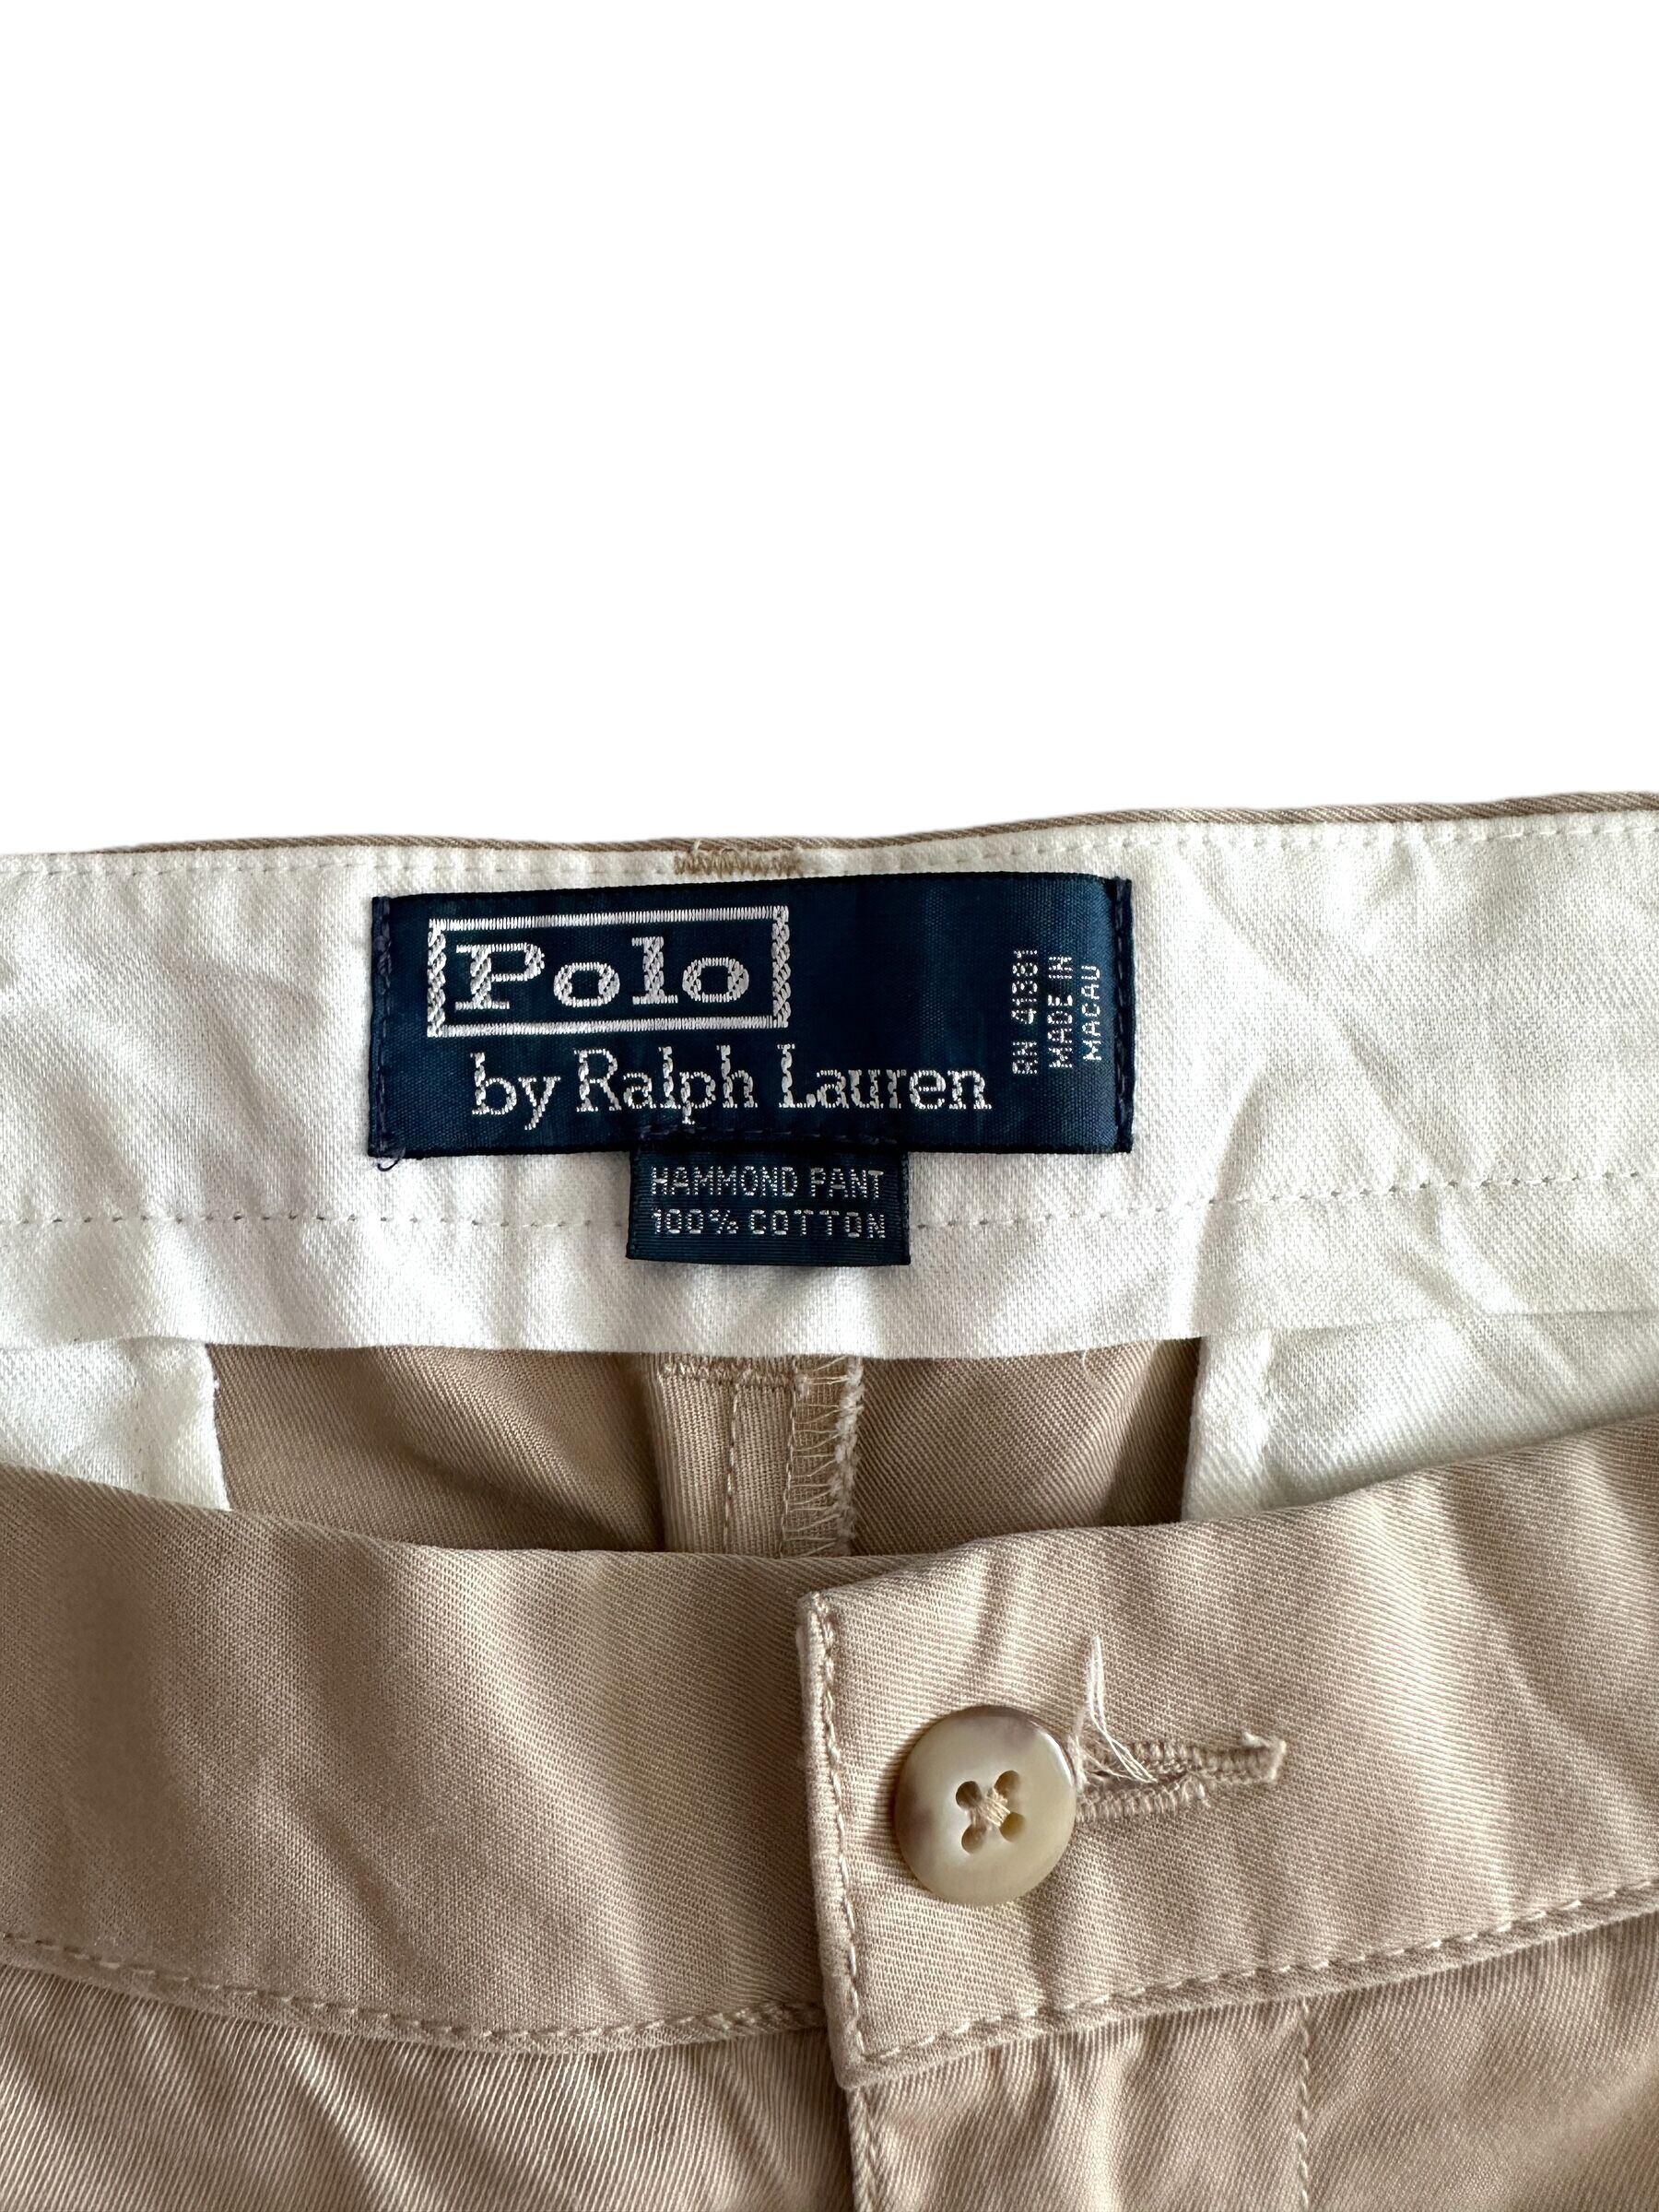 Polo
by Ralph Lauren
RN 41381
MADE IN
MACAU
HAMMOND PANT
100% COTTON